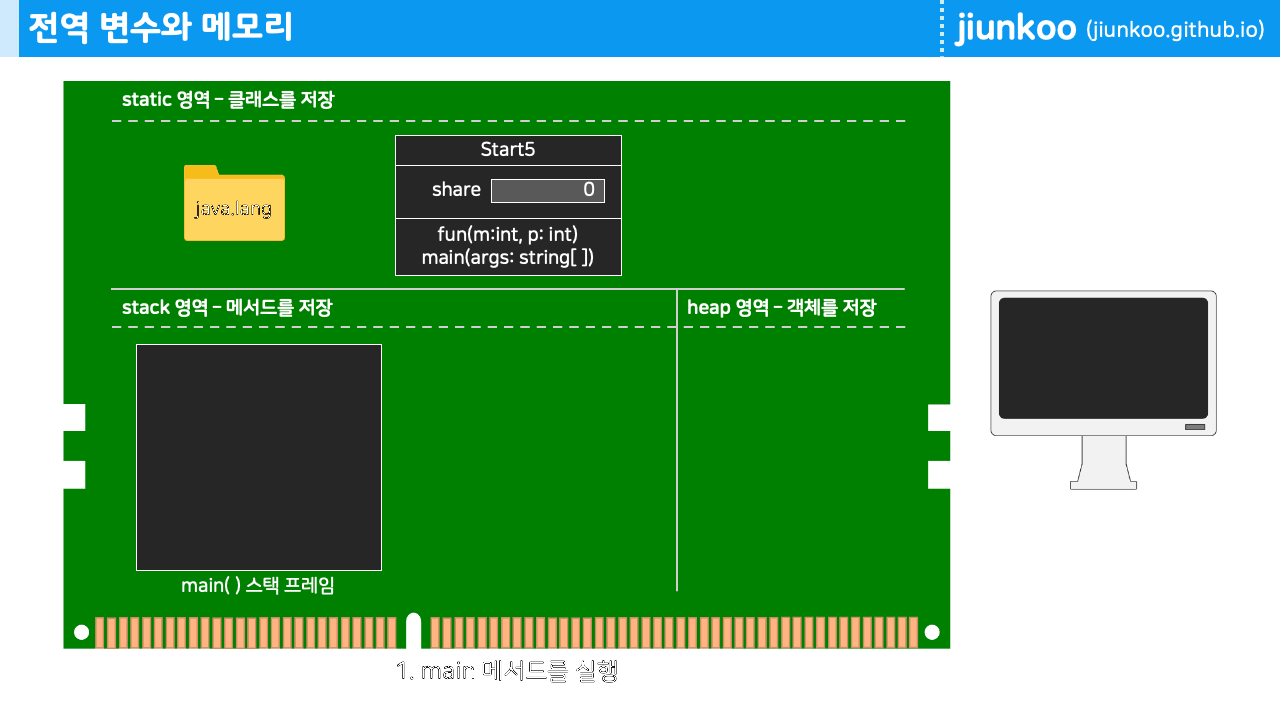 전역 변수와 메모리
jiunkoo (jiunkoo.github.io)
static 영역 - 클래스를 저장
java.lang
Start5
share 0
fun(m:int, p: int)
main(args: string[ ])
stack 영역 - 메서드를 저장
heap 영역 - 객체를 저장
main( ) 스택 프레임
1. main: 메서드를 실행